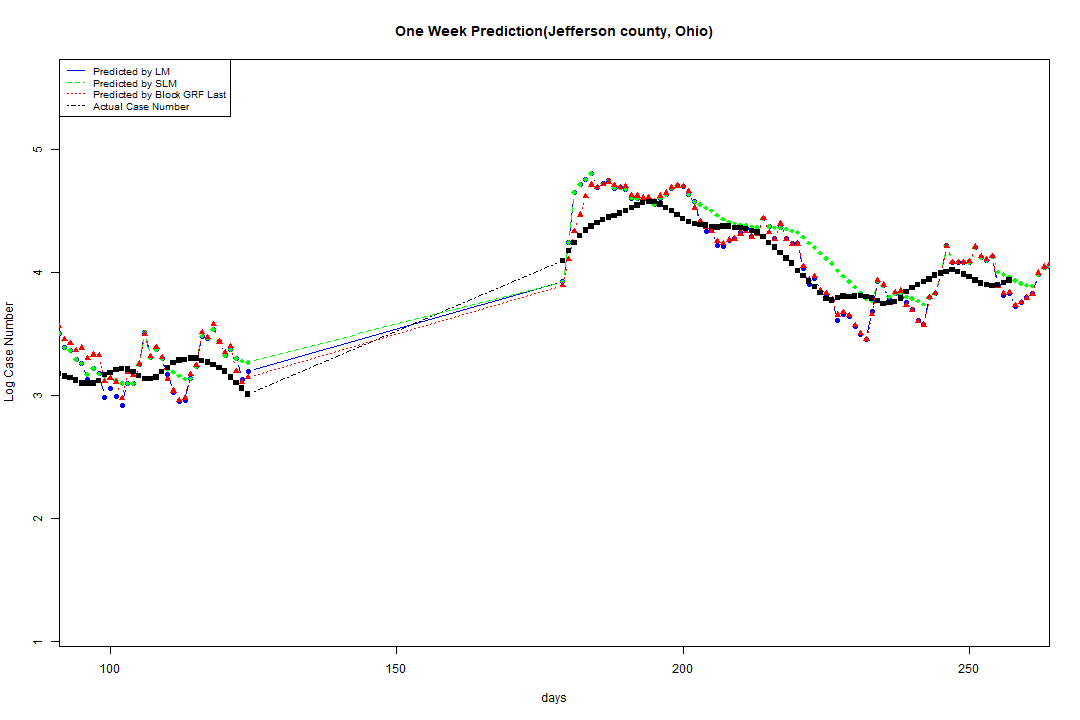 One Week Prediction(Jefferson county, Ohio)
Predicted by LM
Predicted by SLM
Predicted by Block GRF Last
Actual Case Number
5
4
3
2
1
Log Case Number
100 150 200 250
days